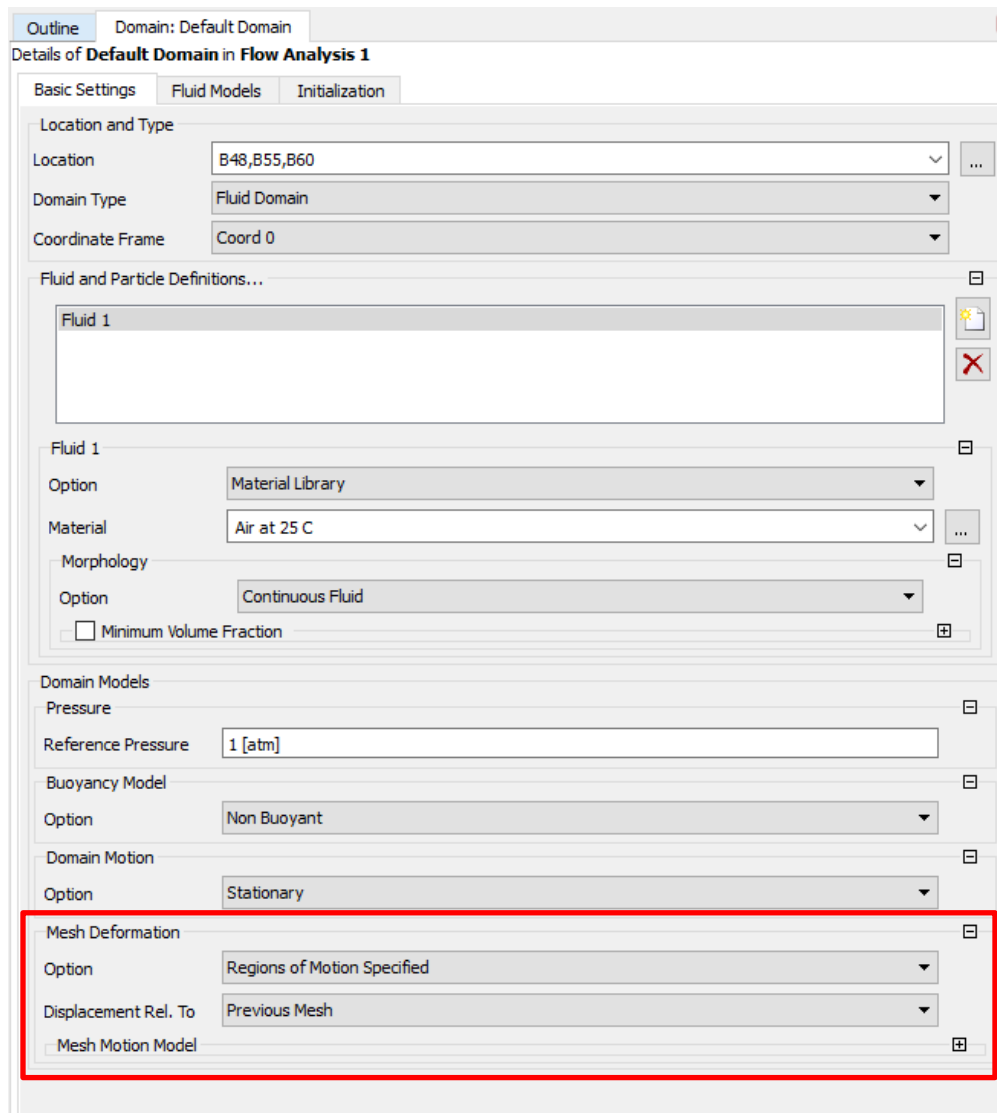 Outline Domain: Default Domain
Details of Default Domain in Flow Analysis 1
Basic Settings Fluid Models Initialization
Location and Type
Location B48,B55,B60 ...
Domain Type Fluid Domain
Coordinate Frame Coord 0
Fluid and Particle Definitions...
Fluid 1
Fluid 1
Option Material Library
Material Air at 25 C ...
Morphology
Option Continuous Fluid
Minimum Volume Fraction
Domain Models
Pressure
Reference Pressure 1 [atm]
Buoyancy Model
Option Non Buoyant
Domain Motion
Option Stationary
Mesh Deformation
Option Regions of Motion Specified
Displacement Rel. To Previous Mesh
Mesh Motion Model